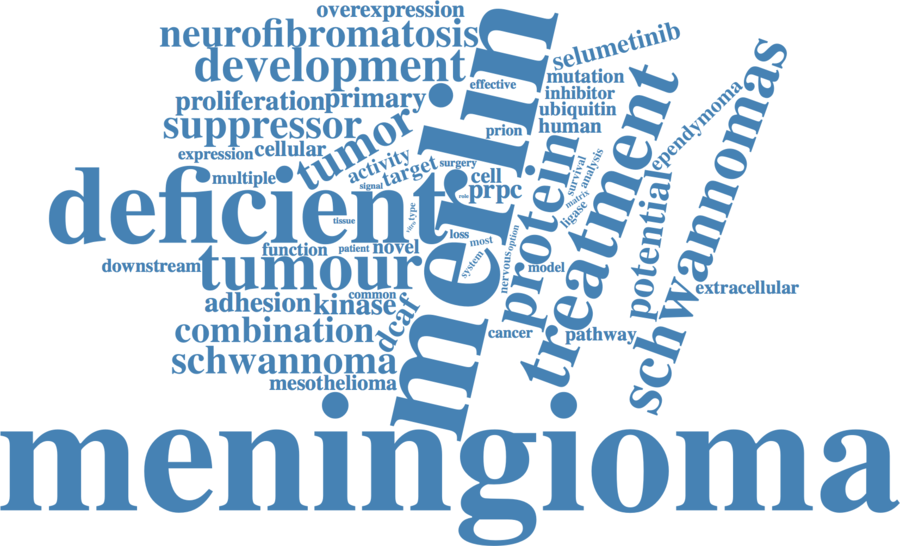 overexpression
neurofibromatosis
selumetinib
development
mutation
effective
inhibitor
proliferation
primary
ubiquitin
suppressor
prion
human
tumor
expression
cellular
activity
target
surgery
cell
prpc
multiple
signal
role
deficient
merlin
protein
treatment
survival
analysis
matrix
ligase
potential
ependymoma
schwannomas
tissue
vitro
type
loss
most
function
patient
novel
system
nervous
option
model
downstream
tumour
extracellular
adhesion
kinase
common
dcaf
combination
cancer
pathway
schwannoma
mesothelioma
meningioma